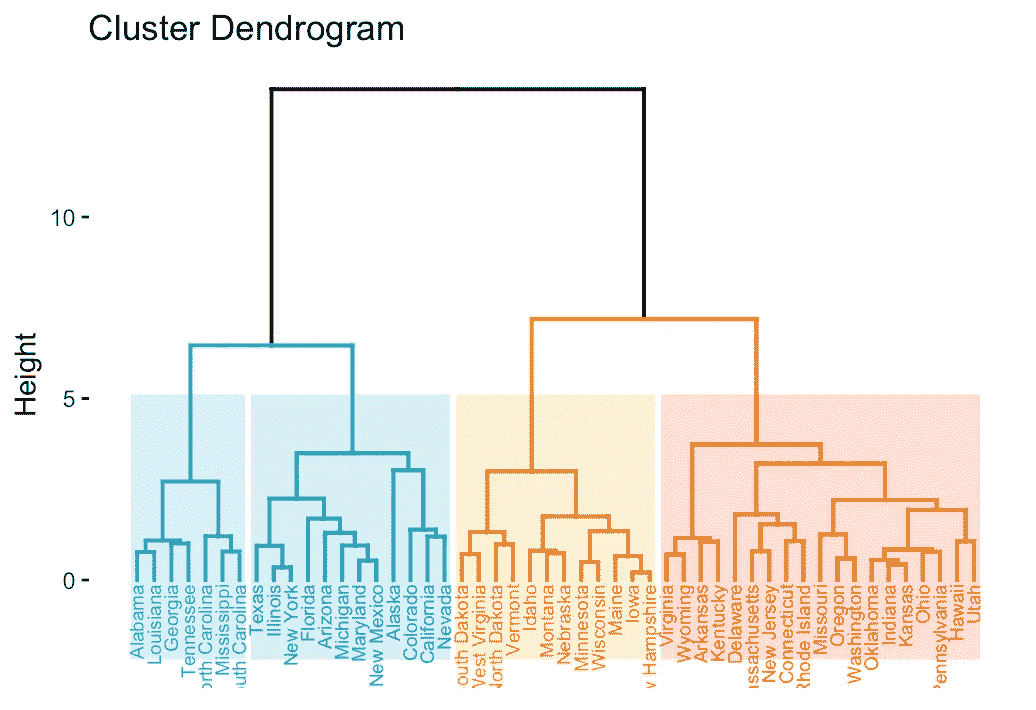 Cluster Dendrogram
Height
10
5
0
Alabama
Louisiana
Georgia
Tennessee
orth Carolina
Mississippi
outh Carolina
Texas
Illinois
New York
Florida
Arizona
Michigan
Maryland
New Mexico
Alaska
Colorado
California
Nevada
outh Dakota
West Virginia
North Dakota
Vermont
Idaho
Montana
Nebraska
Minnesota
Wisconsin
Maine
Iowa
w Hampshire
Virginia
Wyoming
Arkansas
Kentucky
Delaware
assachusetts
New Jersey
Connecticut
Rhode Island
Missouri
Oregon
Washington
Oklahoma
Indiana
Kansas
Ohio
Pennsylvania
Hawaii
Utah